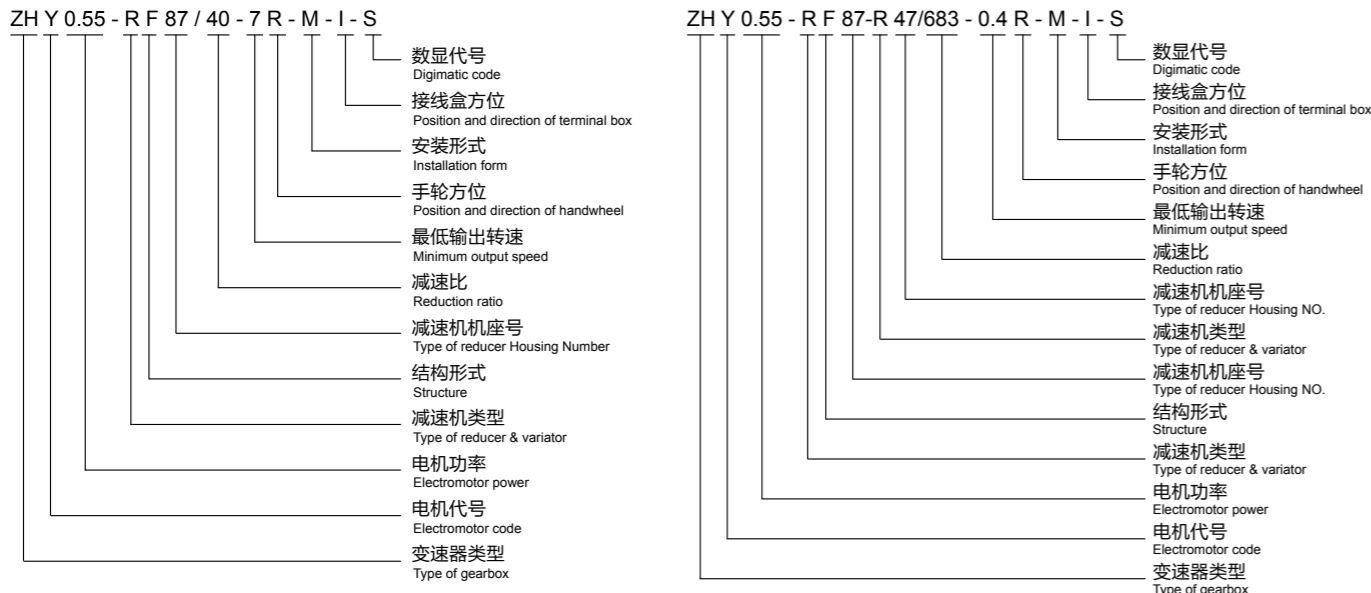 ZH Y 0.55 - R F 87 / 40 - 7 R - M - I - S
数显代号
Digimatic code
接线盒方位
Position and direction of terminal box
安装形式
Installation form
手轮方位
Position and direction of handwheel
最低输出转速
Minimum output speed
减速比
Reduction ratio
减速机机座号
Type of reducer Housing Number
结构形式
Structure
减速机类型
Type of reducer & variator
电机功率
Electromotor power
电机代号
Electromotor code
变速器类型
Type of gearbox
ZH Y 0.55 - R F 87-R 47/683 - 0.4 R - M - I - S
数显代号
Digimatic code
接线盒方位
Position and direction of terminal box
安装形式
Installation form
手轮方位
Position and direction of handwheel
最低输出转速
Minimum output speed
减速比
Reduction ratio
减速机机座号
Type of reducer Housing NO.
减速机类型
Type of reducer & variator
减速机机座号
Type of reducer Housing NO.
结构形式
Structure
减速机类型
Type of reducer & variator
电机功率
Electromotor power
电机代号
Electromotor code
变速器类型
Type of gearbox